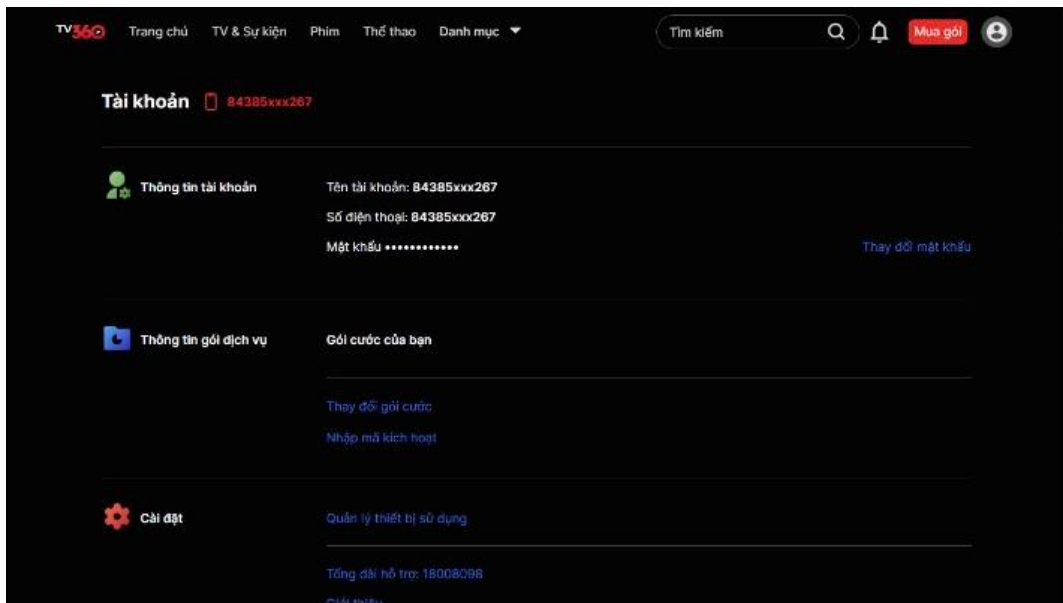 TV360 Trang chủ TV & Sự kiện Phim Thể thao Danh mục Tìm kiếm Mua gói
Tài khoản 84385xxx267
Thông tin tài khoản Tên tài khoản: 84385xxx267
Số điện thoại: 84385xxx267
Mật khẩu •••••••••••• Thay đổi mật khẩu
Thông tin gói dịch vụ Gói cước của bạn
Thay đổi gói cước
Nhập mã kích hoạt
Cài đặt Quản lý thiết bị sử dụng
Tổng đài hỗ trợ: 18008098
Giới thiệu